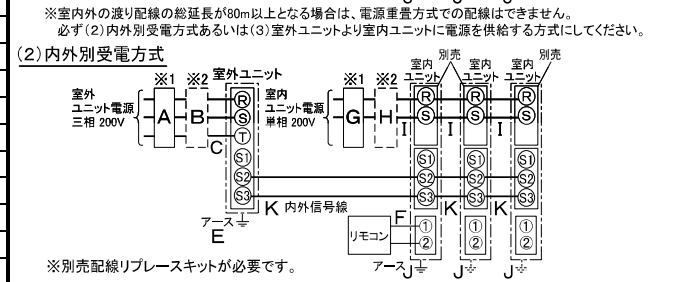 ※室内外の渡り配線の総延長が80m以上となる場合は、電源重畳方式での配線はできません。
必ず(2)内外別受電方式あるいは(3)室外ユニットより室内ユニットに電源を供給する方式にしてください。
(2)内外別受電方式
※1 ※2 室外ユニット
室外
ユニット電源
三相 200V
A B
R
S
T
C
S1
S2
S3
アース
E
K 内外信号線
※1 ※2
室内
ユニット電源
単相 200V
G H
室内
ユニット
別売
室内
ユニット
室内
ユニット
別売
R R R
S S S
I I I
S1 S1 S1
S2 S2 S2
S3 S3 S3
K K
F
リモコン
① ① ①
② ② ②
アース J J J
※別売配線リプレースキットが必要です。